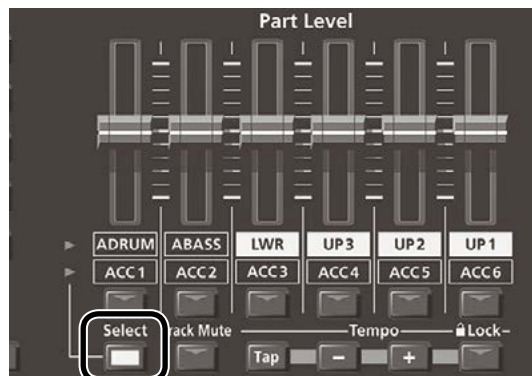 Part Level
ADRUM ABASS LWR UP3 UP2 UP1
ACC1 ACC2 ACC3 ACC4 ACC5 ACC6
Select Mute Tempo Lock
Tap - +